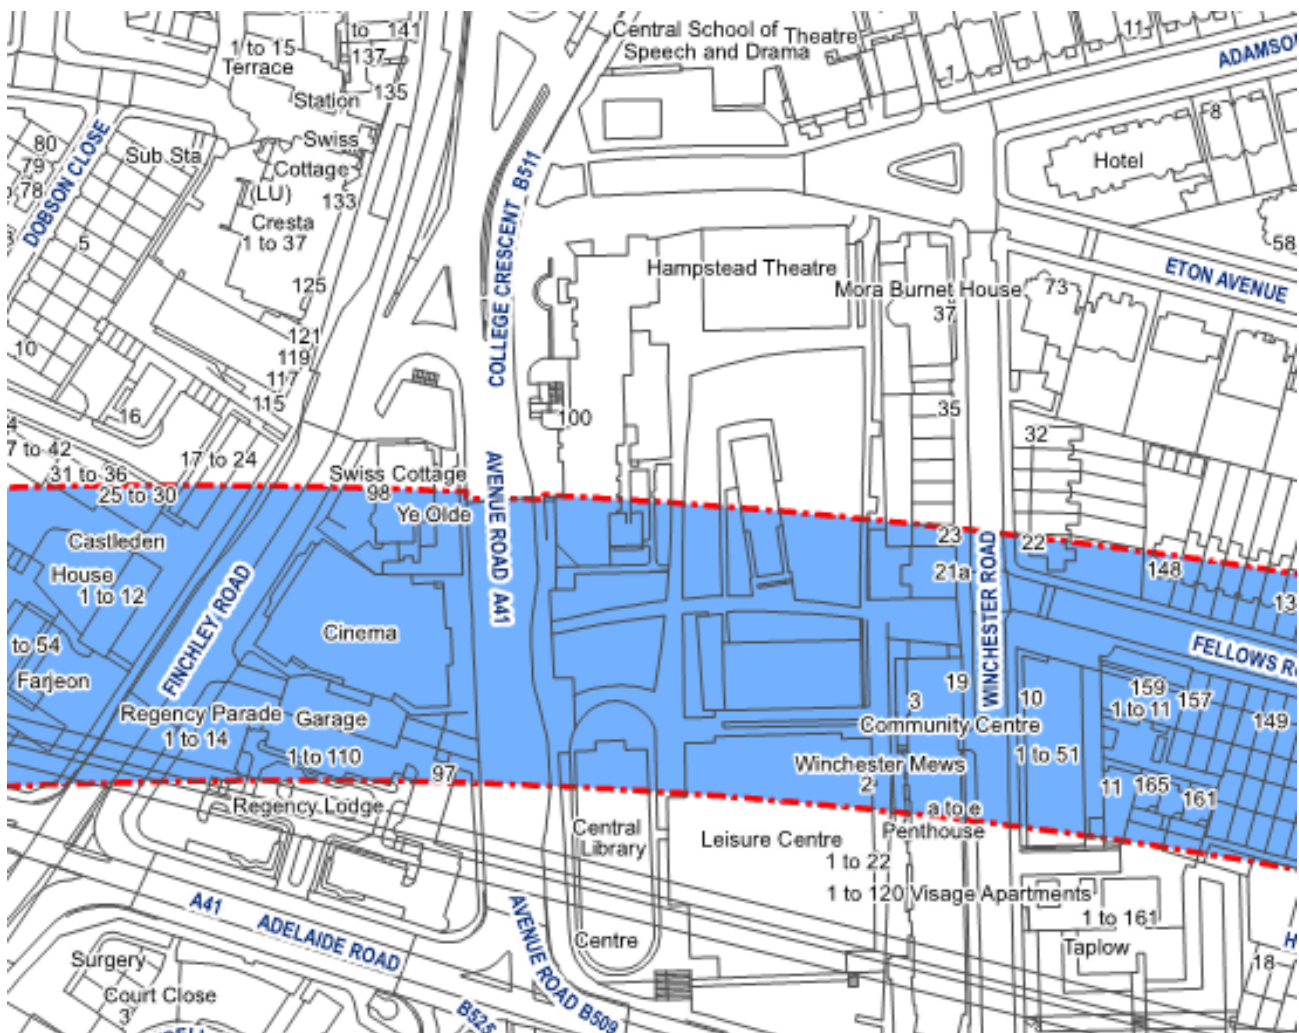 to 141
137
135
1 to 15
Terrace
Station
Swiss
Cottage
(LU)
133
Cresta
1 to 37
125
121
119
117
115
Sub Sta
80
79
78
DOBSON CLOSE
5
10
16
17 to 24
7 to 42
31 to 36
25 to 30
Central School of
Speech and Drama
Theatre
11
1
ADAMSON
8
Hotel
58
ETON AVENUE
COLLEGE CRESCENT B511
Hampstead Theatre
Mora Burnet House
37
73
35
32
100
Swiss Cottage
98
Ye Olde
AVENUE ROAD A41
23
22
21a
WINCHESTER ROAD
148
13
FELLOWS R
Castleden
House
1 to 12
to 54
Farjeon
FINCHLEY ROAD
Cinema
Regency Parade
1 to 14
Garage
1 to 110
97
Regency Lodge
3
19
10
Community Centre
1 to 51
159
1 to 11
157
149
Winchester Mews
2
11
165
161
a to e
Penthouse
Central
Library
Leisure Centre
1 to 22
1 to 120 Visage Apartments
1 to 161
Taplow
Centre
A41 ADELAIDE ROAD
AVENUE ROAD B509
B525
Surgery
Court Close
3
18
H